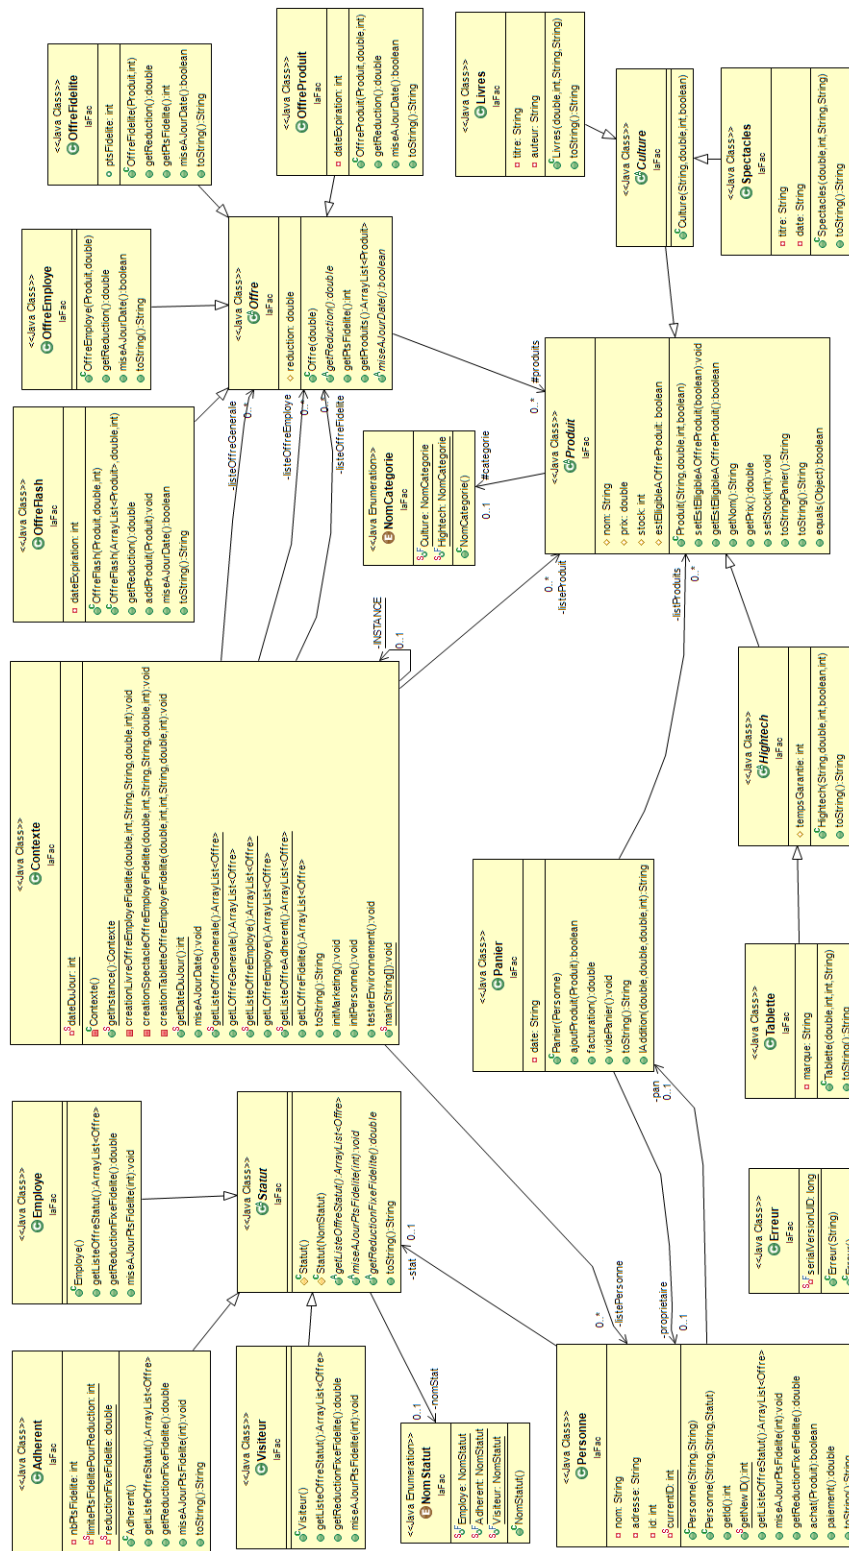 <<Java Class>>
Adherent
laFac
nbPtsFidelite: int
limitePtsFidelitePourReduction: int
reductionFixeFidelite: double
Adherent()
getListeOffreStatut():ArrayList<Offre>
getReductionFixeFidelite():double
miseAJourPtsFidelite(int):void
toString():String
<<Java Class>>
Employe
laFac
Employe()
getListeOffreStatut():ArrayList<Offre>
getReductionFixeFidelite():double
miseAJourPtsFidelite(int):void
<<Java Class>>
Contexte
laFac
dateDuJour: int
Contexte()
getInstance():Contexte
creationLivreOffreEmployeFidelite(double,int,String,String,double,int):void
creationSpectacleOffreEmployeFidelite(double,int,String,String,double,int):void
creationTabletteOffreEmployeFidelite(double,int,int,String,double,int):void
getDateDuJour():int
miseAJourDate():void
getListeOffreGenerale():ArrayList<Offre>
getLOffreGenerale():ArrayList<Offre>
getListeOffreEmploye():ArrayList<Offre>
getLOffreEmploye():ArrayList<Offre>
getListeOffreAdherent():ArrayList<Offre>
getLOffreFidelite():ArrayList<Offre>
toString():String
initMarketing():void
initPersonne():void
testerEnvironnement():void
main(String[]):void
<<Java Class>>
OffreFlash
laFac
dateExpiration: int
OffreFlash(Produit,double,int)
OffreFlash(ArrayList<Produit>,double,int)
getReduction():double
addProduit(Produit):void
miseAJourDate():boolean
toString():String
<<Java Class>>
OffreEmploye
laFac
OffreEmploye(Produit,double)
getReduction():double
miseAJourDate():boolean
toString():String
<<Java Class>>
OffreFidelite
laFac
ptsFidelite: int
OffreFidelite(Produit,int)
getReduction():double
getPtsFidelite():int
miseAJourDate():boolean
toString():String
<<Java Class>>
Visiteur
laFac
Visiteur()
getListeOffreStatut():ArrayList<Offre>
getReductionFixeFidelite():double
miseAJourPtsFidelite(int):void
<<Java Class>>
Statut
laFac
Statut()
Statut(NomStatut)
getListeOffreStatut():ArrayList<Offre>
miseAJourPtsFidelite(int):void
getReductionFixeFidelite():double
toString():String
-listeOffreGenerale
0..*
-listeOffreEmploye
0..*
-listeOffreFidelite
<<Java Class>>
Offre
laFac
reduction: double
Offre(double)
getReduction():double
getPtsFidelite():int
getProduits():ArrayList<Produit>
miseAJourDate():boolean
<<Java Class>>
OffreProduit
laFac
dateExpiration: int
OffreProduit(Produit,double,int)
getReduction():double
miseAJourDate():boolean
toString():String
-INSTANCE
0..1
<<Java Enumeration>>
NomCategorie
laFac
Culture: NomCategorie
Hightech: NomCategorie
NomCategorie()
<<Java Enumeration>>
NomStatut
laFac
Employe: NomStatut
Adherent: NomStatut
Visiteur: NomStatut
NomStatut()
0..1
-nomStat
-stat
0..1
0..1
#categorie
0..*
#produits
<<Java Class>>
Livres
laFac
titre: String
auteur: String
Livres(double,int,String,String)
toString():String
<<Java Class>>
Panier
laFac
date: String
Panier(Personne)
ajoutProduit(Produit):boolean
facturation():double
videPanier():void
toString():String
lAddition(double,double,double,int):String
0..*
-listeProduit
-listProduits
0..*
<<Java Class>>
Produit
laFac
nom: String
prix: double
stock: int
estEligibleAOffreProduit: boolean
Produit(String,double,int,boolean)
setEstEligibleAOffreProduit(boolean):void
getEstEligibleAOffreProduit():boolean
getNom():String
getPrix():double
setStock(int):void
toStringPanier():String
toString():String
equals(Object):boolean
<<Java Class>>
Culture
laFac
Culture(String,double,int,boolean)
<<Java Class>>
Personne
laFac
nom: String
adresse: String
id: int
currentID: int
Personne(String,String)
Personne(String,String,Statut)
getId():int
getNewID():int
getListeOffreStatut():ArrayList<Offre>
miseAJourPtsFidelite(int):void
getReductionFixeFidelite():double
achat(Produit):boolean
paiement():double
toString():String
0..*
-listePersonne
-proprietaire
0..1
-pan
0..1
<<Java Class>>
Erreur
laFac
serialVersionUID: long
Erreur(String)
<<Java Class>>
Tablette
laFac
marque: String
Tablette(double,int,int,String)
toString():String
<<Java Class>>
Hightech
laFac
tempsGarantie: int
Hightech(String,double,int,boolean,int)
toString():String
<<Java Class>>
Spectacles
laFac
titre: String
date: String
Spectacles(double,int,String,String)
toString():String